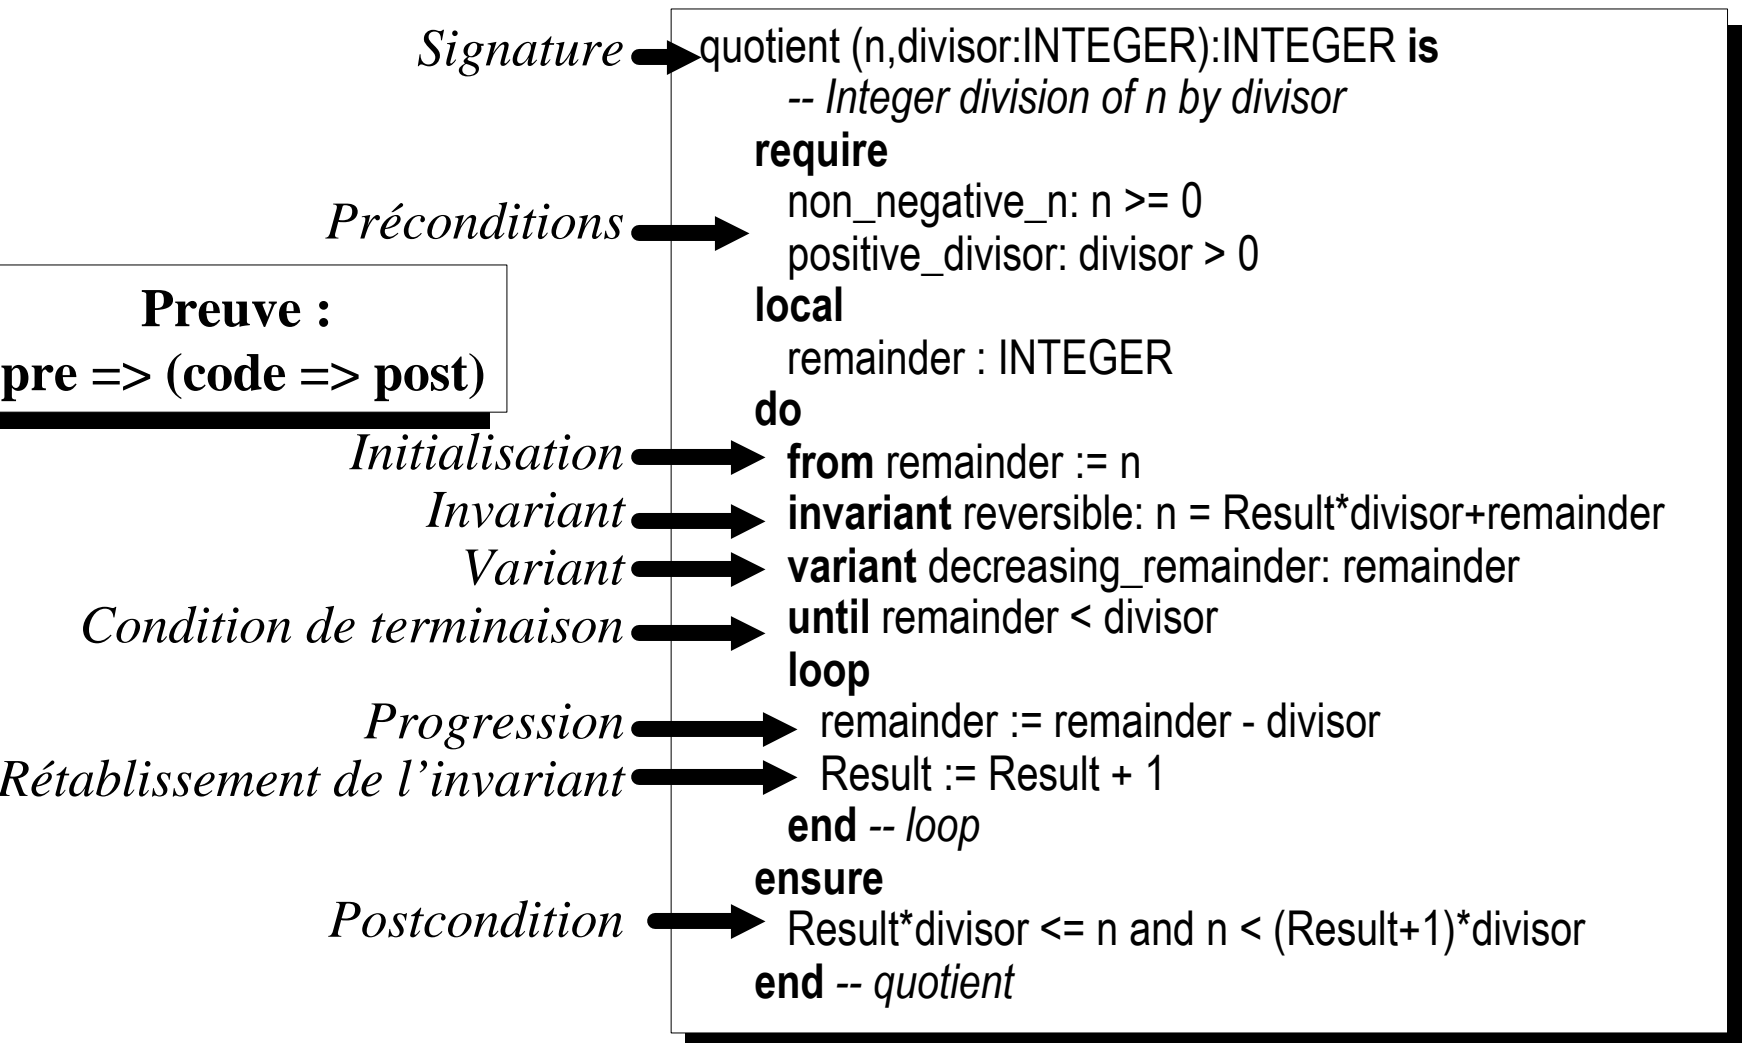 Signature quotient (n,divisor:INTEGER):INTEGER is
-- Integer division of n by divisor
require
non_negative_n: n >= 0
Préconditions
positive_divisor: divisor > 0
Preuve :
pre => (code => post)
local
remainder : INTEGER
do
Initialisation from remainder := n
Invariant invariant reversible: n = Result*divisor+remainder
Variant variant decreasing_remainder: remainder
Condition de terminaison until remainder < divisor
loop
Progression remainder := remainder - divisor
Rétablissement de l’invariant Result := Result + 1
end -- loop
ensure
Postcondition Result*divisor <= n and n < (Result+1)*divisor
end -- quotient